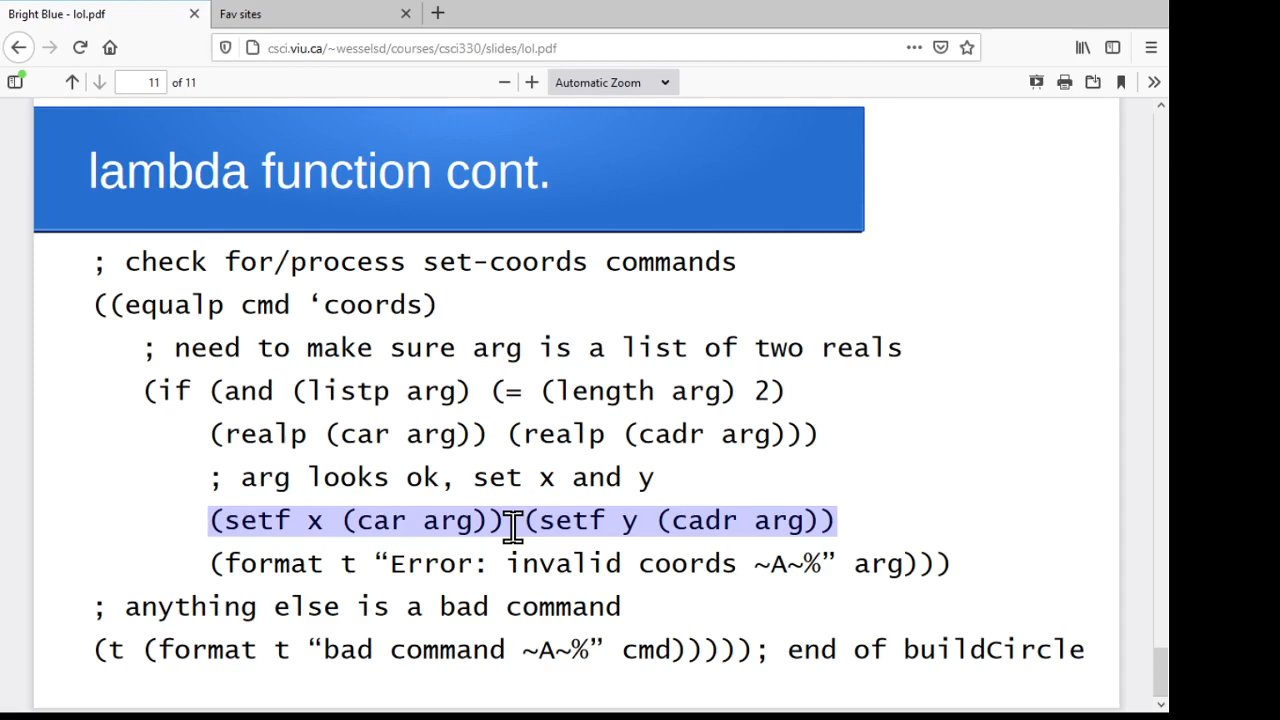 Bright Blue - lol.pdf
Fav sites
csci.viu.ca/~wesselsd/courses/csci330/slides/lol.pdf
11 of 11
Automatic Zoom
lambda function cont.
; check for/process set-coords commands
((equalp cmd ‘coords)
; need to make sure arg is a list of two reals
(if (and (listp arg) (= (length arg) 2)
(realp (car arg)) (realp (cadr arg)))
; arg looks ok, set x and y
(setf x (car arg)) (setf y (cadr arg))
(format t “Error: invalid coords ~A~%” arg)))
; anything else is a bad command
(t (format t “bad command ~A~%” cmd))))); end of buildCircle